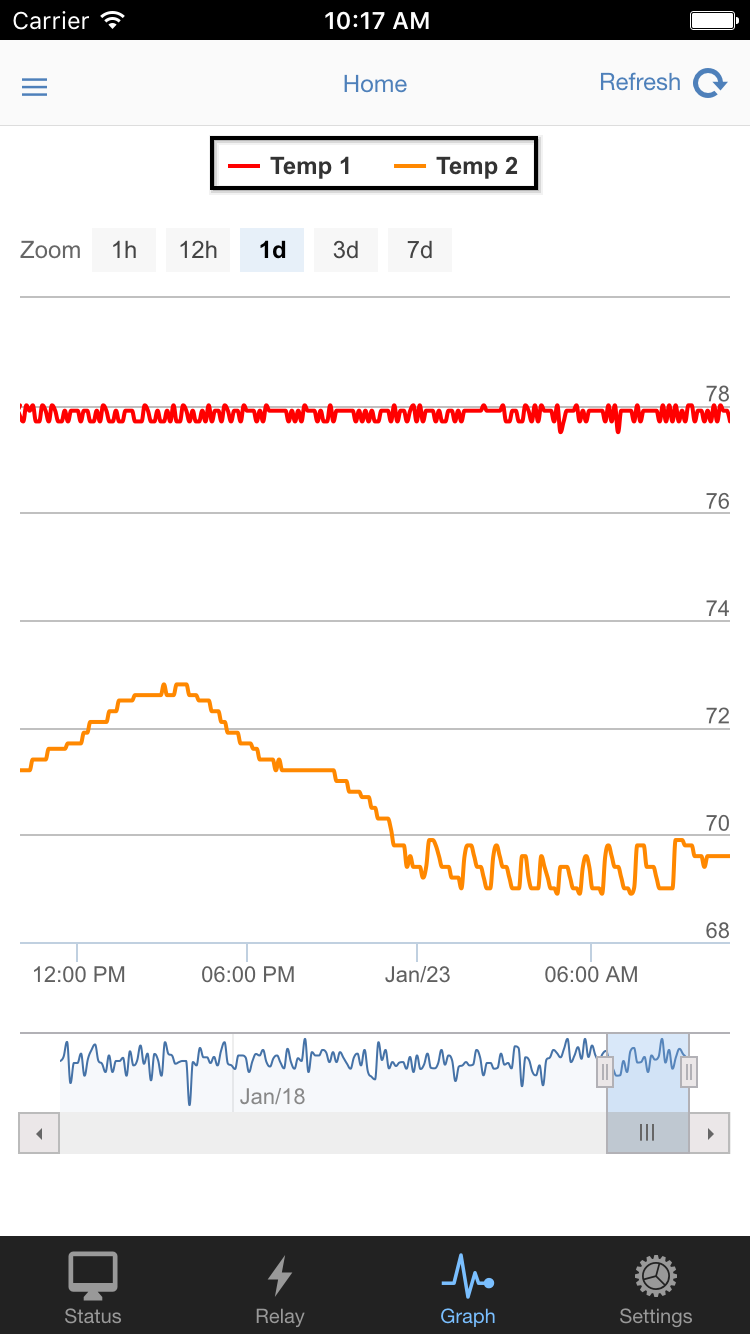 Carrier 10:17 AM
Home Refresh
Temp 1 Temp 2
Zoom 1h 12h 1d 3d 7d
78
76
74
72
70
68
12:00 PM 06:00 PM Jan/23 06:00 AM
Jan/18
Status Relay Graph Settings